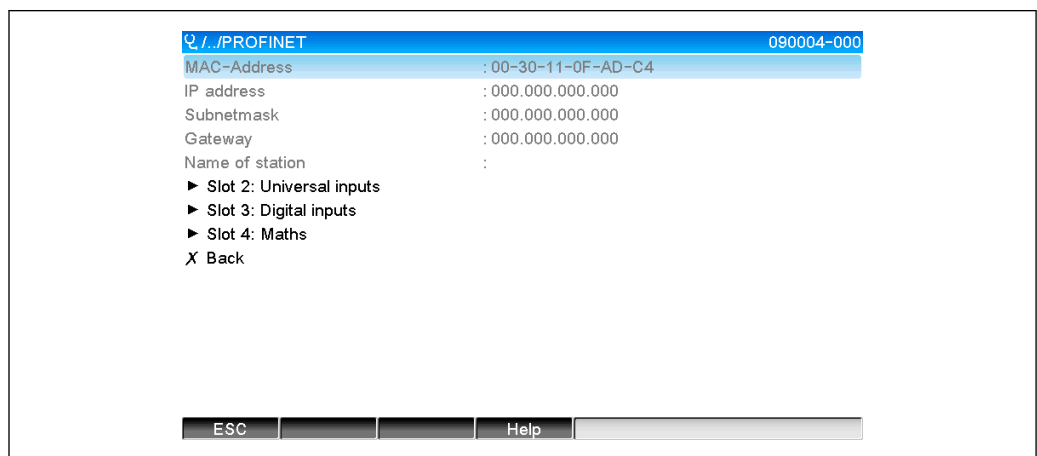 /../PROFINET 090004-000
MAC-Address : 00-30-11-0F-AD-C4
IP address : 000.000.000.000
Subnetmask : 000.000.000.000
Gateway : 000.000.000.000
Name of station :
► Slot 2: Universal inputs
► Slot 3: Digital inputs
► Slot 4: Maths
X Back
ESC Help